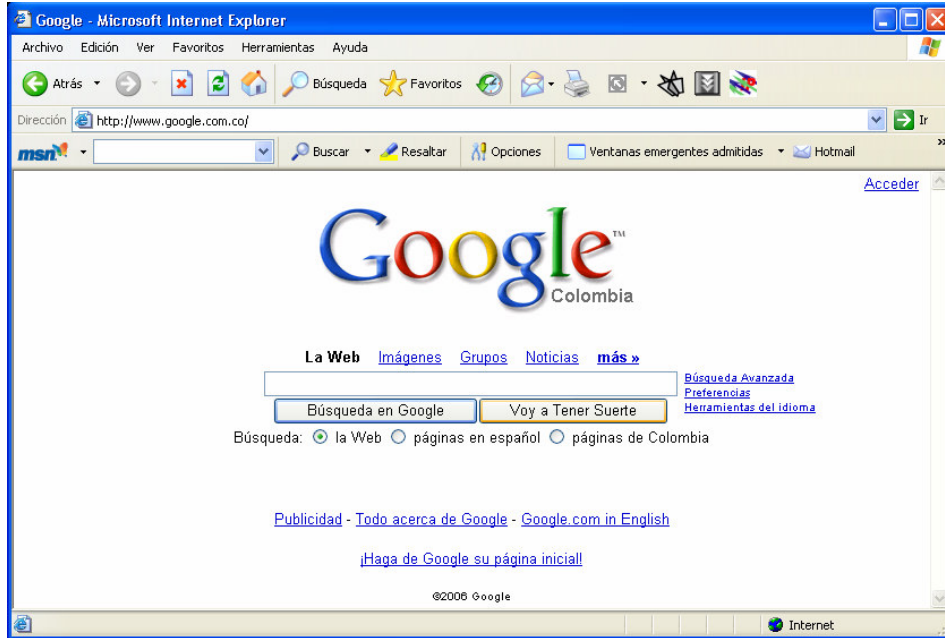 Google - Microsoft Internet Explorer
Archivo Edición Ver Favoritos Herramientas Ayuda
Atrás Búsqueda Favoritos
Dirección http://www.google.com.co/ Ir
msn Buscar Resaltar Opciones Ventanas emergentes admitidas Hotmail »
Acceder
Google™
Colombia
La Web Imágenes Grupos Noticias más »
Búsqueda Avanzada
Preferencias
Herramientas del idioma
Búsqueda en Google Voy a Tener Suerte
Búsqueda: la Web páginas en español páginas de Colombia
Publicidad - Todo acerca de Google - Google.com in English
¡Haga de Google su página inicial!
©2006 Google
Internet